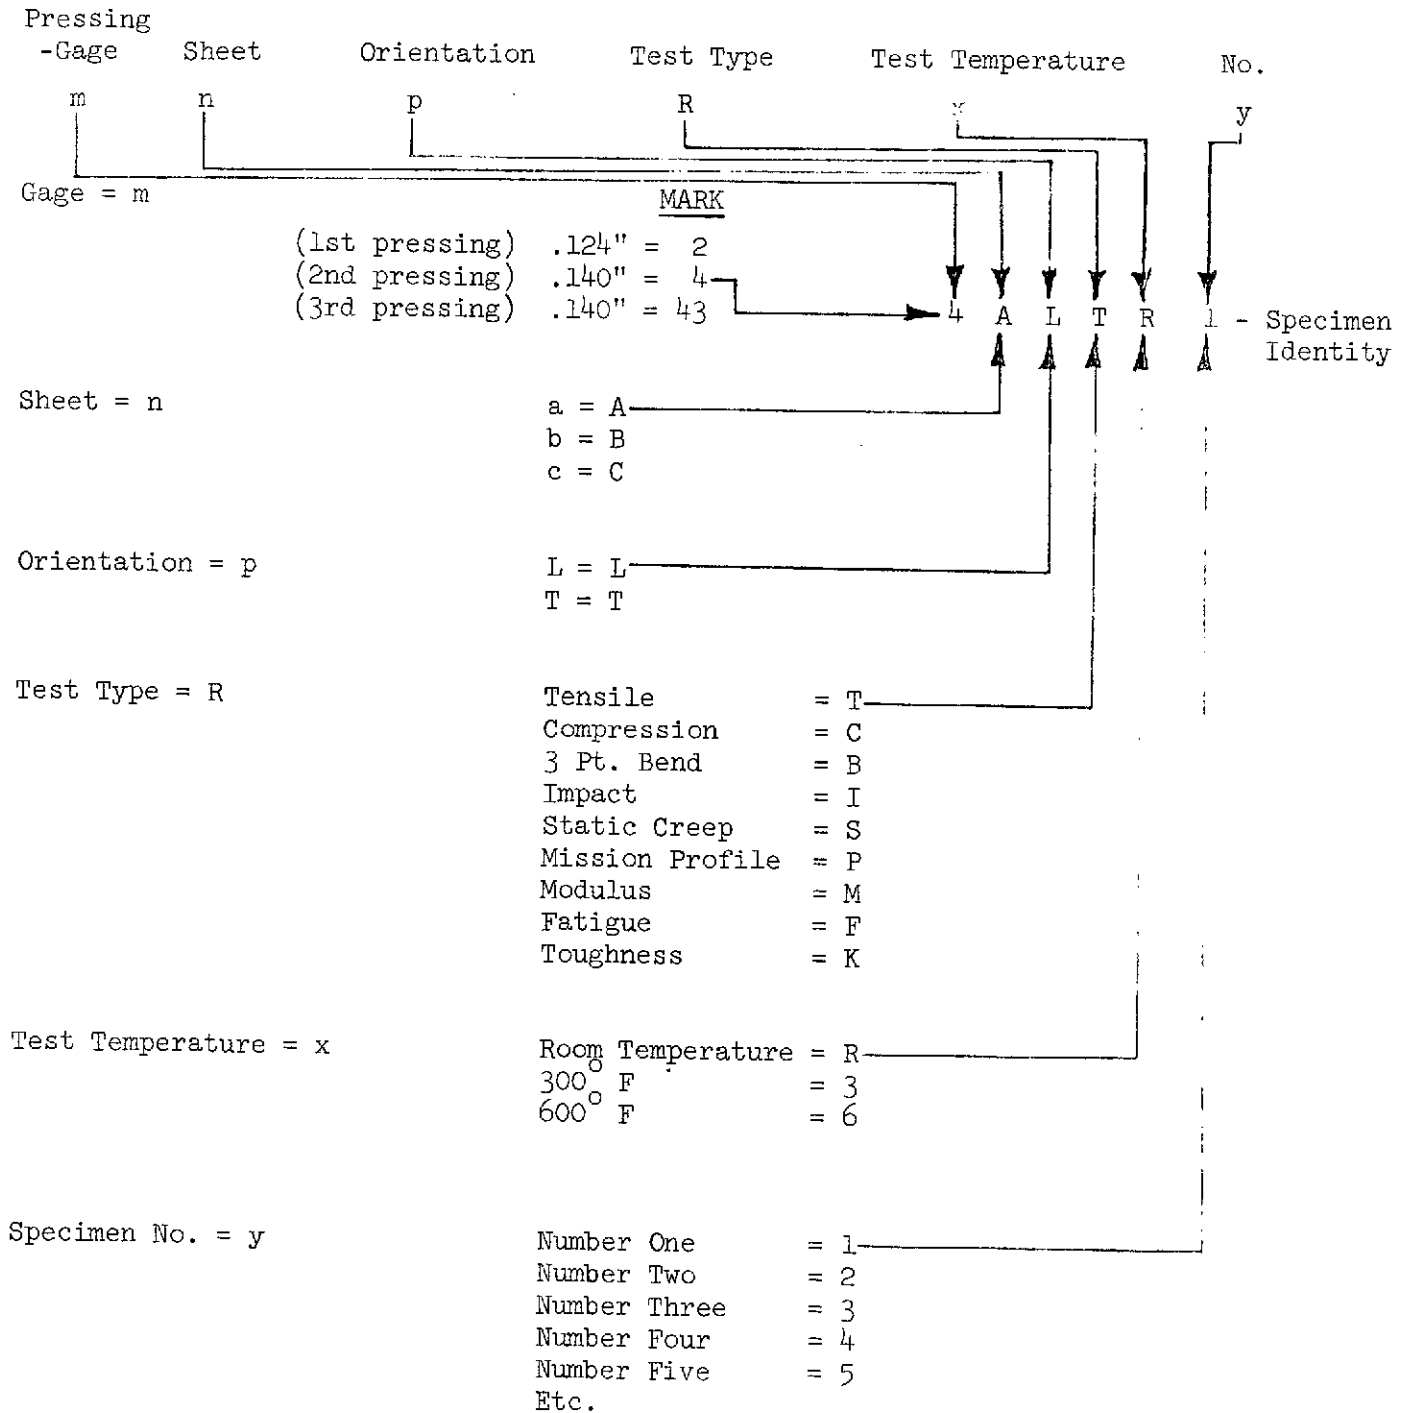 Pressing
-Gage Sheet Orientation Test Type Test Temperature No.
m n p R x y
Gage = m MARK
(1st pressing) .124" = 2
(2nd pressing) .140" = 4
(3rd pressing) .140" = 43
4 A L T R 1 - Specimen
Identity
Sheet = n a = A
b = B
c = C
Orientation = p L = L
T = T
Test Type = R Tensile = T
Compression = C
3 Pt. Bend = B
Impact = I
Static Creep = S
Mission Profile = P
Modulus = M
Fatigue = F
Toughness = K
Test Temperature = x Room Temperature = R
300° F = 3
600° F = 6
Specimen No. = y Number One = 1
Number Two = 2
Number Three = 3
Number Four = 4
Number Five = 5
Etc.